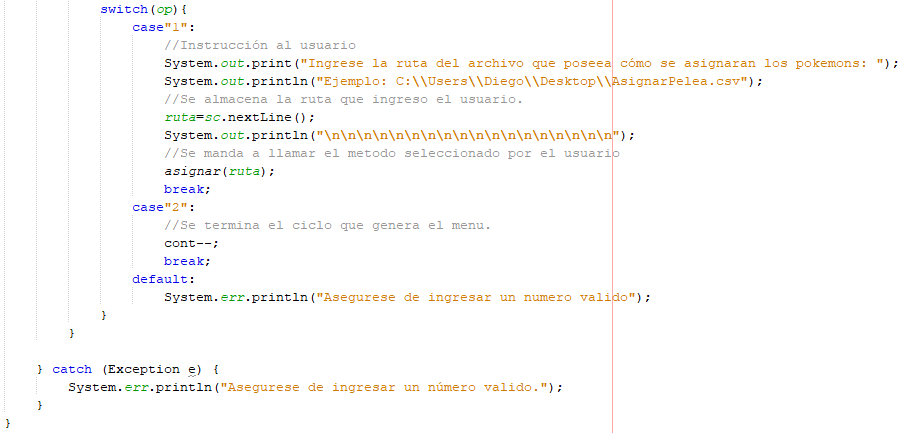 switch(op){
case"1":
//Instrucción al usuario
System.out.print("Ingrese la ruta del archivo que poseea cómo se asignaran los pokemons: ");
System.out.println("Ejemplo: C:\\Users\\Diego\\Desktop\\AsignarPelea.csv");
//Se almacena la ruta que ingreso el usuario.
ruta=sc.nextLine();
System.out.println("\n\n\n\n\n\n\n\n\n\n\n\n\n\n\n\n\n\n");
//Se manda a llamar el metodo seleccionado por el usuario
asignar(ruta);
break;
case"2":
//Se termina el ciclo que genera el menu.
cont--;
break;
default:
System.err.println("Asegurese de ingresar un numero valido");
}
}
} catch (Exception e) {
System.err.println("Asegurese de ingresar un número valido.");
}
}